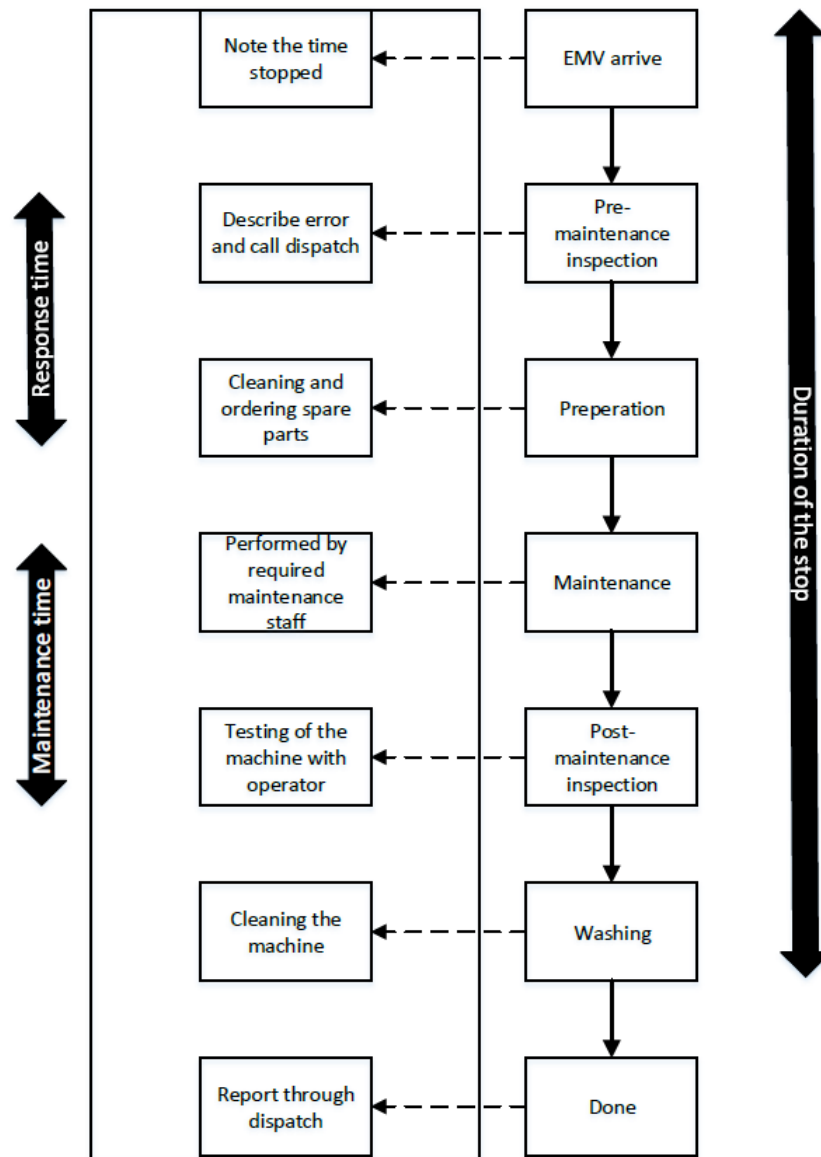 Note the time
stopped
EMV arrive
Describe error
and call dispatch
Pre-
maintenance
inspection
Response time
Cleaning and
ordering spare
parts
Preperation
Duration of the stop
Performed by
required
maintenance
staff
Maintenance
Maintenance time
Testing of the
machine with
operator
Post-
maintenance
inspection
Cleaning the
machine
Washing
Report through
dispatch
Done